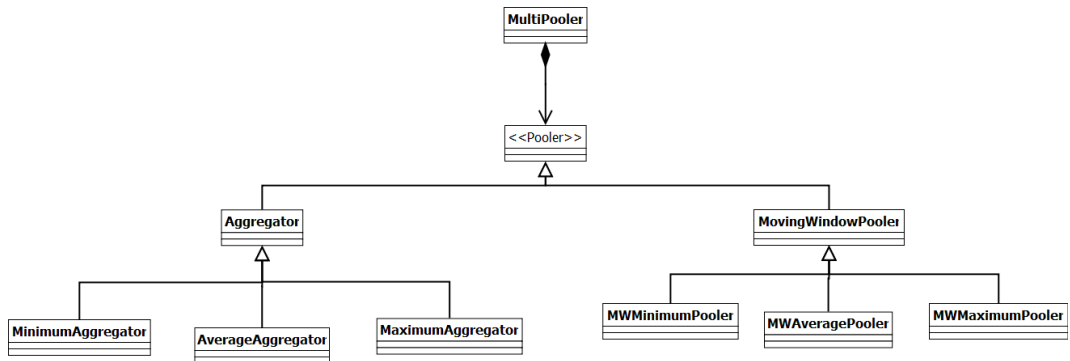 MultiPooler
<<Pooler>>
Aggregator
MovingWindowPooler
MinimumAggregator
AverageAggregator
MaximumAggregator
MWMinimumPooler
MWAveragePooler
MWMaximumPooler